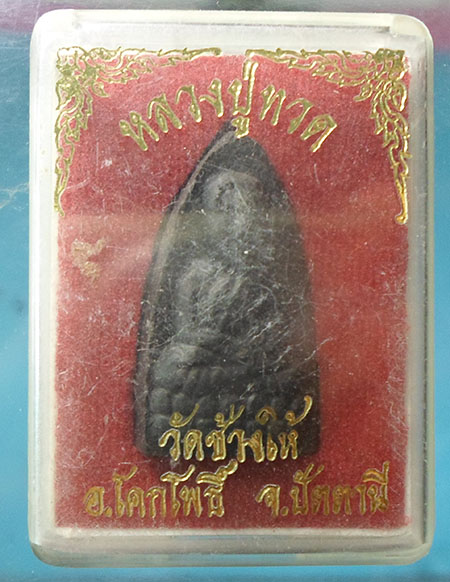 หลวงปู่หวด
วัดช้างให้
อ.โคกโพธิ์ จ.ปัตตานี